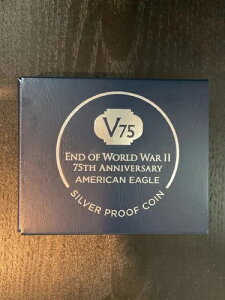 V75
END OF WORLD WAR II
75TH ANNIVERSARY
AMERICAN EAGLE
SILVER PROOF COIN